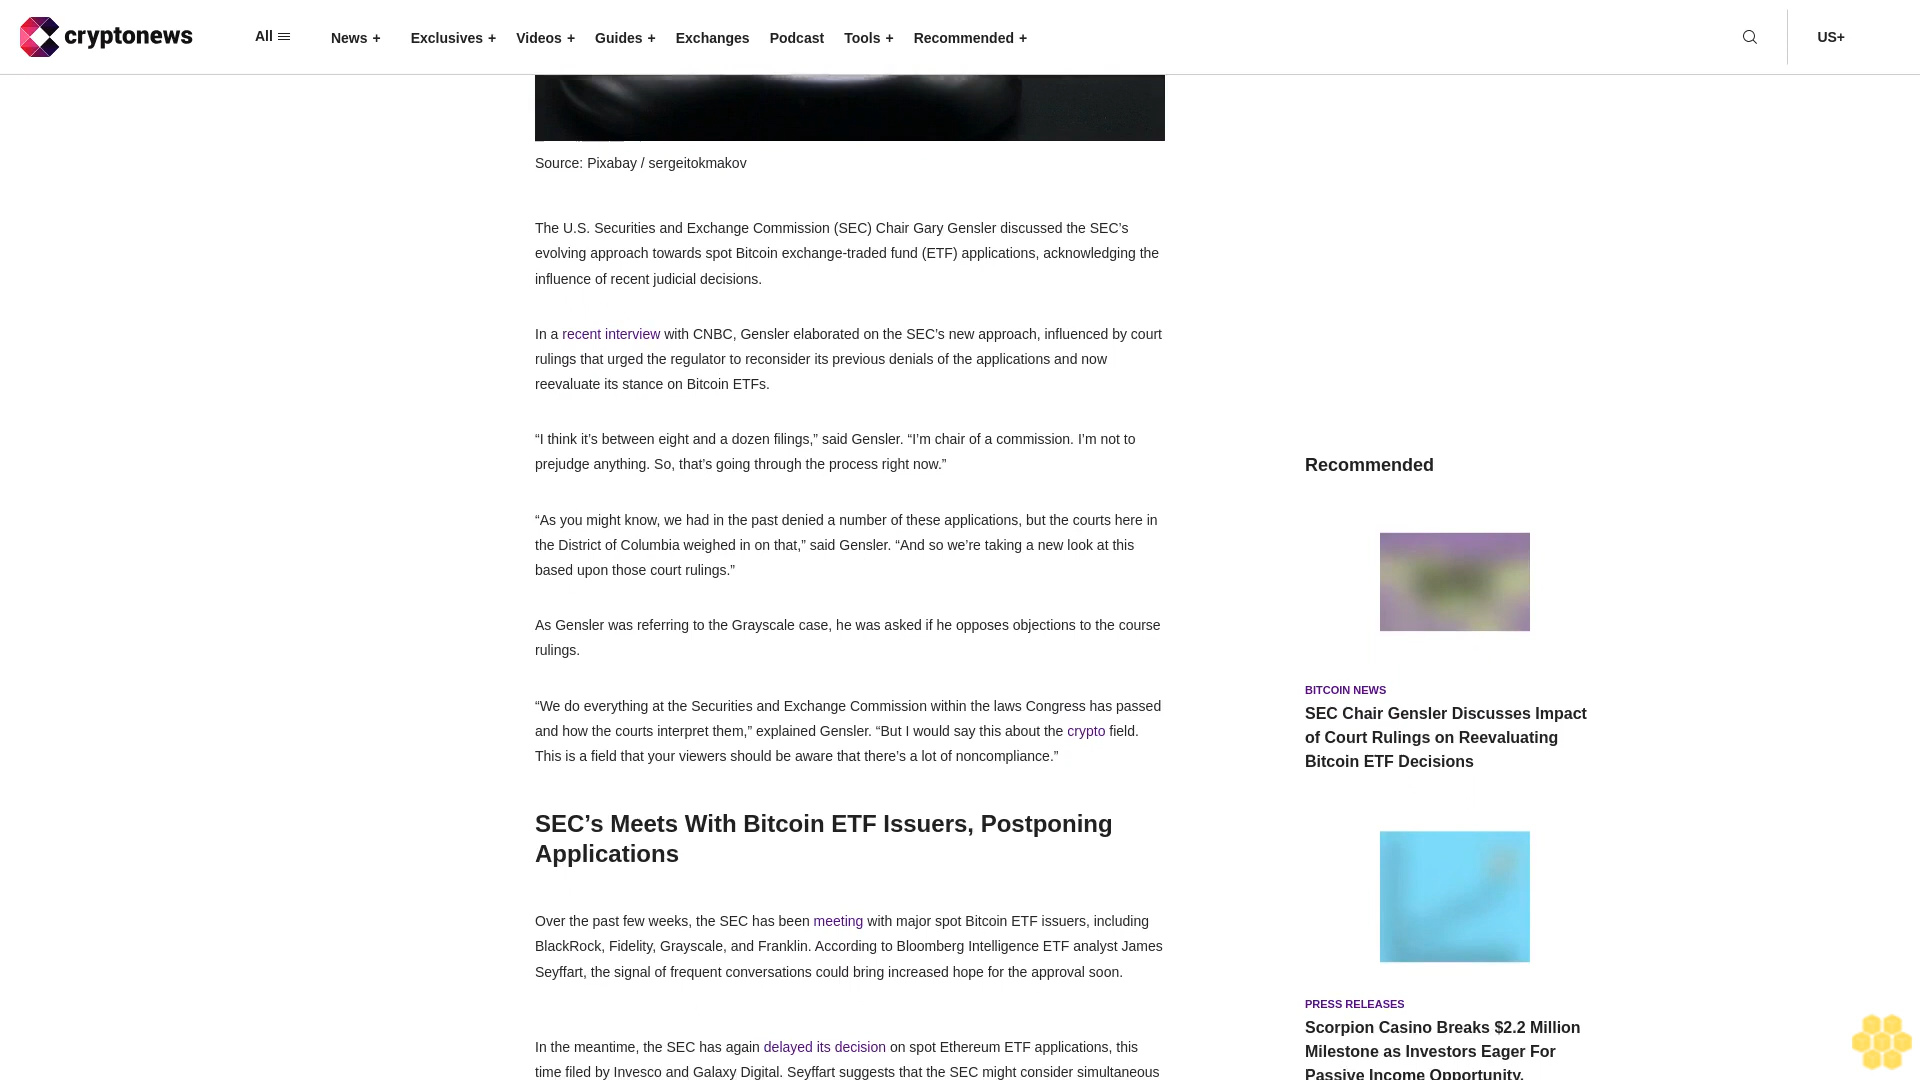 cryptonews
All
News +
Exclusives +
Videos +
Guides +
Exchanges
Podcast
Tools +
Recommended +
US+
Source: Pixabay / sergeitokmakov
The U.S. Securities and Exchange Commission (SEC) Chair Gary Gensler discussed the SEC’s
evolving approach towards spot Bitcoin exchange-traded fund (ETF) applications, acknowledging the
influence of recent judicial decisions.
In a recent interview with CNBC, Gensler elaborated on the SEC’s new approach, influenced by court
rulings that urged the regulator to reconsider its previous denials of the applications and now
reevaluate its stance on Bitcoin ETFs.
“I think it’s between eight and a dozen filings,” said Gensler. “I’m chair of a commission. I’m not to
prejudge anything. So, that’s going through the process right now.”
“As you might know, we had in the past denied a number of these applications, but the courts here in
the District of Columbia weighed in on that,” said Gensler. “And so we’re taking a new look at this
based upon those court rulings.”
As Gensler was referring to the Grayscale case, he was asked if he opposes objections to the course
rulings.
“We do everything at the Securities and Exchange Commission within the laws Congress has passed
and how the courts interpret them,” explained Gensler. “But I would say this about the crypto field.
This is a field that your viewers should be aware that there’s a lot of noncompliance.”
SEC’s Meets With Bitcoin ETF Issuers, Postponing
Applications
Over the past few weeks, the SEC has been meeting with major spot Bitcoin ETF issuers, including
BlackRock, Fidelity, Grayscale, and Franklin. According to Bloomberg Intelligence ETF analyst James
Seyffart, the signal of frequent conversations could bring increased hope for the approval soon.
In the meantime, the SEC has again delayed its decision on spot Ethereum ETF applications, this
time filed by Invesco and Galaxy Digital. Seyffart suggests that the SEC might consider simultaneous
Recommended
BITCOIN NEWS
SEC Chair Gensler Discusses Impact
of Court Rulings on Reevaluating
Bitcoin ETF Decisions
PRESS RELEASES
Scorpion Casino Breaks $2.2 Million
Milestone as Investors Eager For
Passive Income Opportunity.